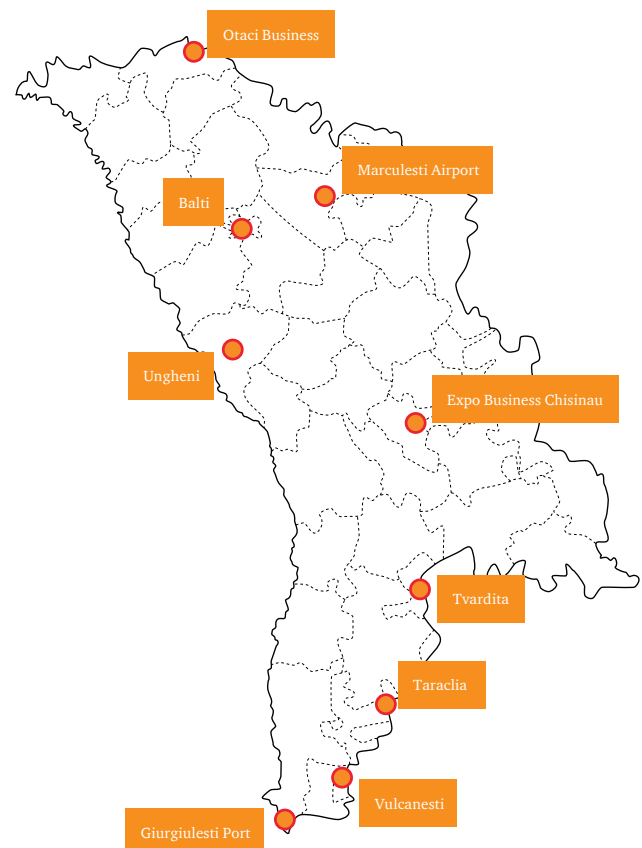 Otaci Business
Marculesti Airport
Balti
Ungheni
Expo Business Chisinau
Tvardita
Taraclia
Vulcanesti
Giurgiulesti Port